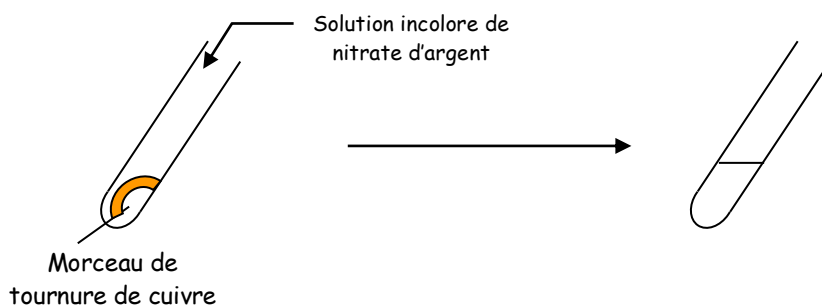 Solution incolore de
nitrate d'argent
Morceau de
tournure de cuivre